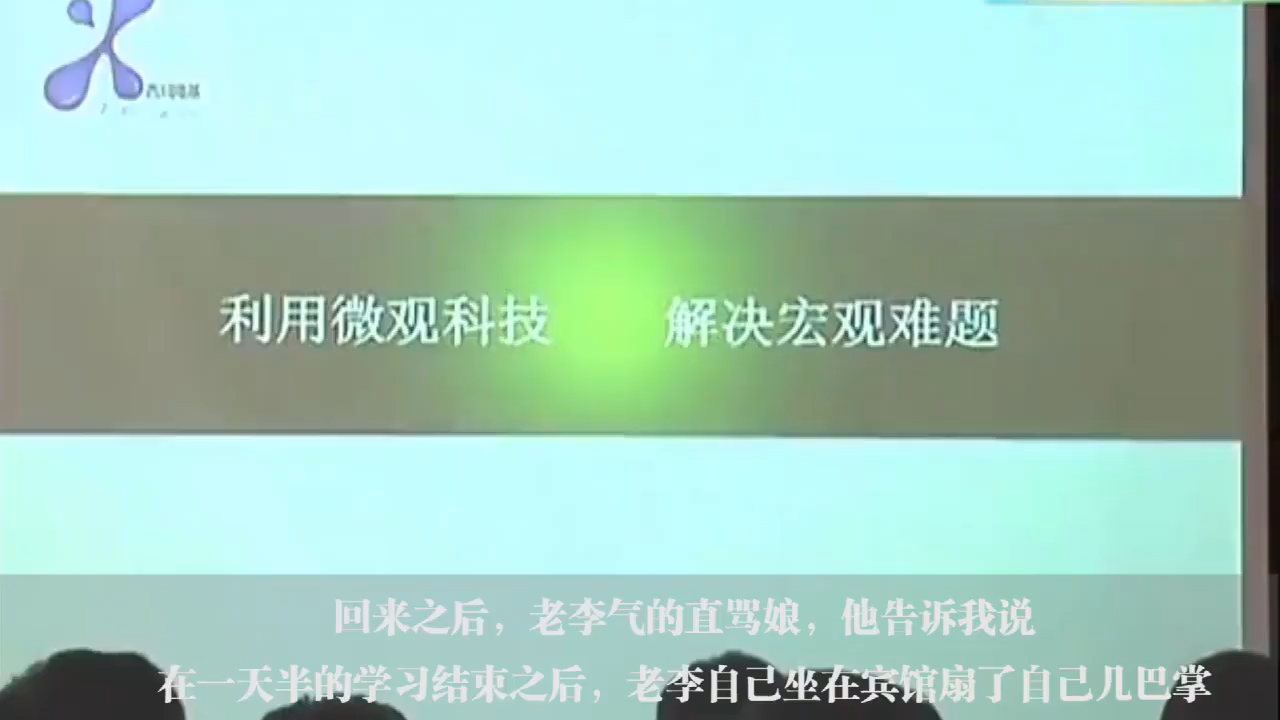 利用微观科技 解决宏观难题
回来之后，老李气的直骂娘，他告诉我说
在一天半的学习结束之后，老李自己坐在宾馆扇了自己几巴掌